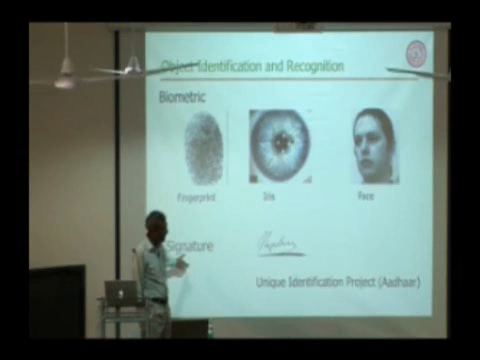 Object Identification and Recognition
Biometric
Fingerprint Iris Face
Signature
Unique Identification Project (Aadhaar)